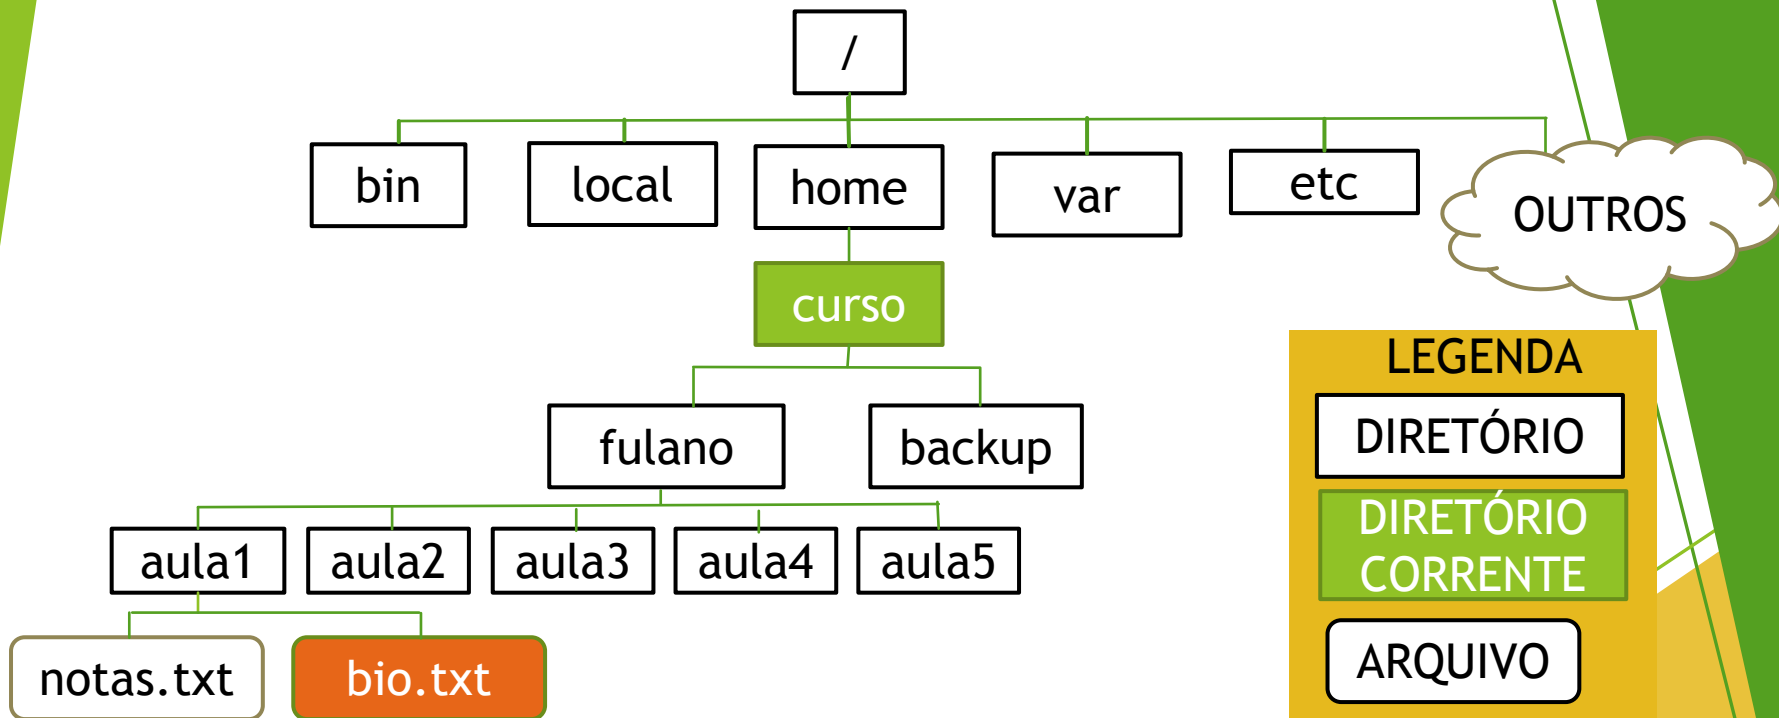 /
bin
local
home
var
etc
OUTROS
curso
LEGENDA
DIRETÓRIO
DIRETÓRIO
CORRENTE
ARQUIVO
fulano
backup
aula1
aula2
aula3
aula4
aula5
notas.txt
bio.txt